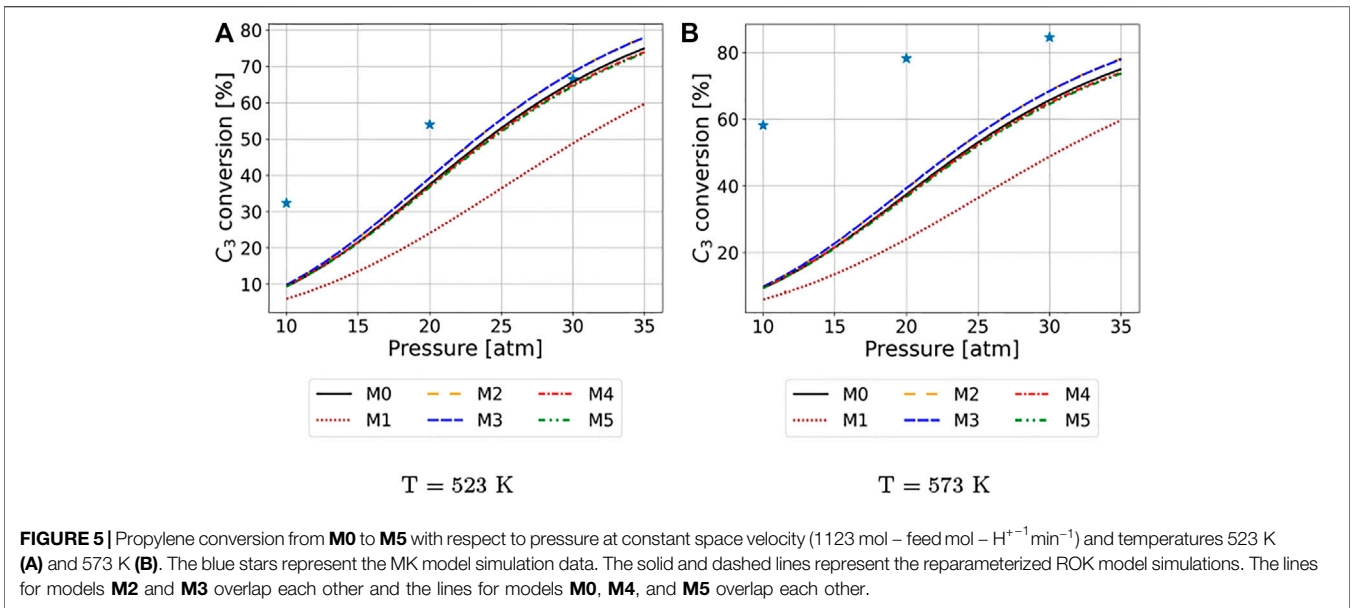 A
B
80
70
60
50
40
30
20
10
C3 conversion [%]
10 15 20 25 30 35
Pressure [atm]
M0 M2 M4
M1 M3 M5
T = 523 K
80
60
40
20
C3 conversion [%]
10 15 20 25 30 35
Pressure [atm]
M0 M2 M4
M1 M3 M5
T = 573 K
FIGURE 5 | Propylene conversion from M0 to M5 with respect to pressure at constant space velocity (1123 mol – feed mol – H⁺⁻¹ min⁻¹) and temperatures 523 K
(A) and 573 K (B). The blue stars represent the MK model simulation data. The solid and dashed lines represent the reparameterized ROK model simulations. The lines
for models M2 and M3 overlap each other and the lines for models M0, M4, and M5 overlap each other.